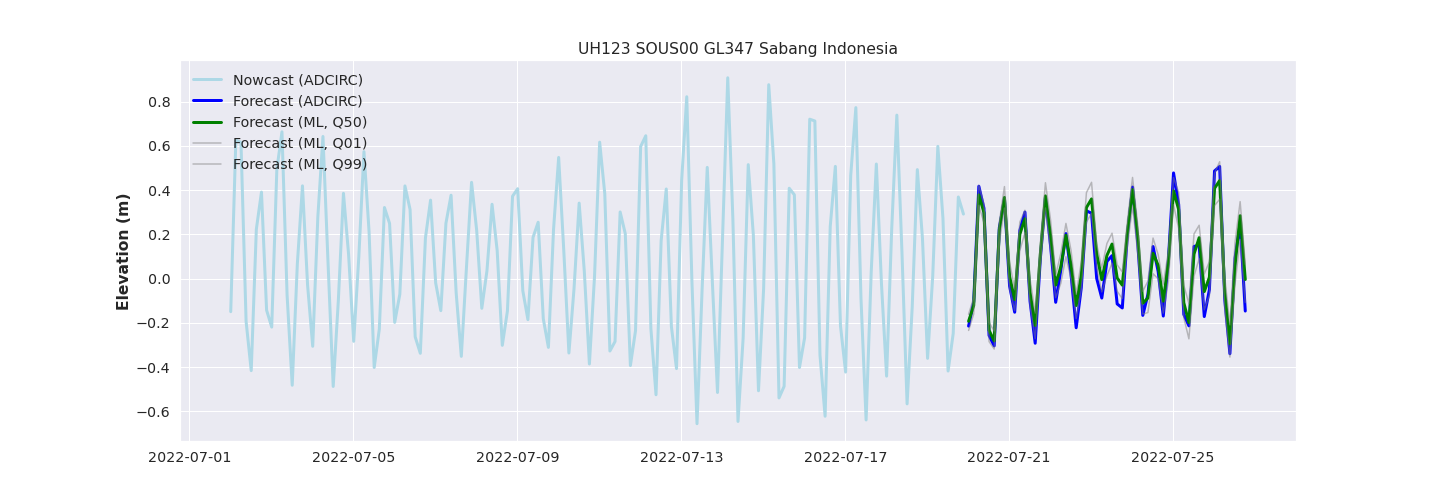 UH123 SOUS00 GL347 Sabang Indonesia
Nowcast (ADCIRC)
Forecast (ADCIRC)
Forecast (ML, Q50)
Forecast (ML, Q01)
Forecast (ML, Q99)
Elevation (m)
0.8
0.6
0.4
0.2
0.0
−0.2
−0.4
−0.6
2022-07-01 2022-07-05 2022-07-09 2022-07-13 2022-07-17 2022-07-21 2022-07-25